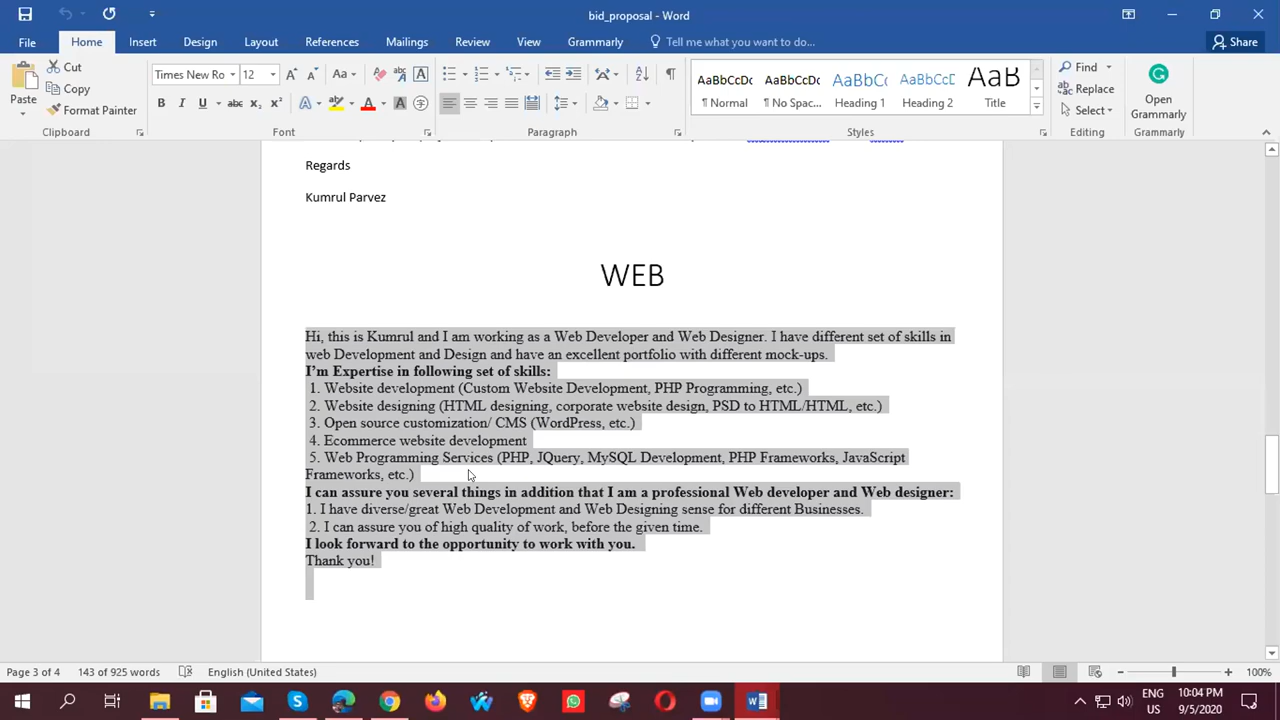 bid_proposal - Word
File Home Insert Design Layout References Mailings Review View Grammarly Tell me what you want to do... Share
Cut
Copy
Format Painter
Paste
Clipboard
Times New Ro 12
Font
Paragraph
AaBbCcDc AaBbCcDc AaBbCc AaBbCcD AaB
¶ Normal ¶ No Spac... Heading 1 Heading 2 Title
Styles
Find
Replace
Select
Editing
Open
Grammarly
Grammarly
Regards
Kumrul Parvez
WEB
Hi, this is Kumrul and I am working as a Web Developer and Web Designer. I have different set of skills in
web Development and Design and have an excellent portfolio with different mock-ups.
I’m Expertise in following set of skills:
1. Website development (Custom Website Development, PHP Programming, etc.)
2. Website designing (HTML designing, corporate website design, PSD to HTML/HTML, etc.)
3. Open source customization/ CMS (WordPress, etc.)
4. Ecommerce website development
5. Web Programming Services (PHP, JQuery, MySQL Development, PHP Frameworks, JavaScript
Frameworks, etc.)
I can assure you several things in addition that I am a professional Web developer and Web designer:
1. I have diverse/great Web Development and Web Designing sense for different Businesses.
2. I can assure you of high quality of work, before the given time.
I look forward to the opportunity to work with you.
Thank you!
Page 3 of 4 143 of 925 words English (United States) 100%
ENG 10:04 PM
US 9/5/2020